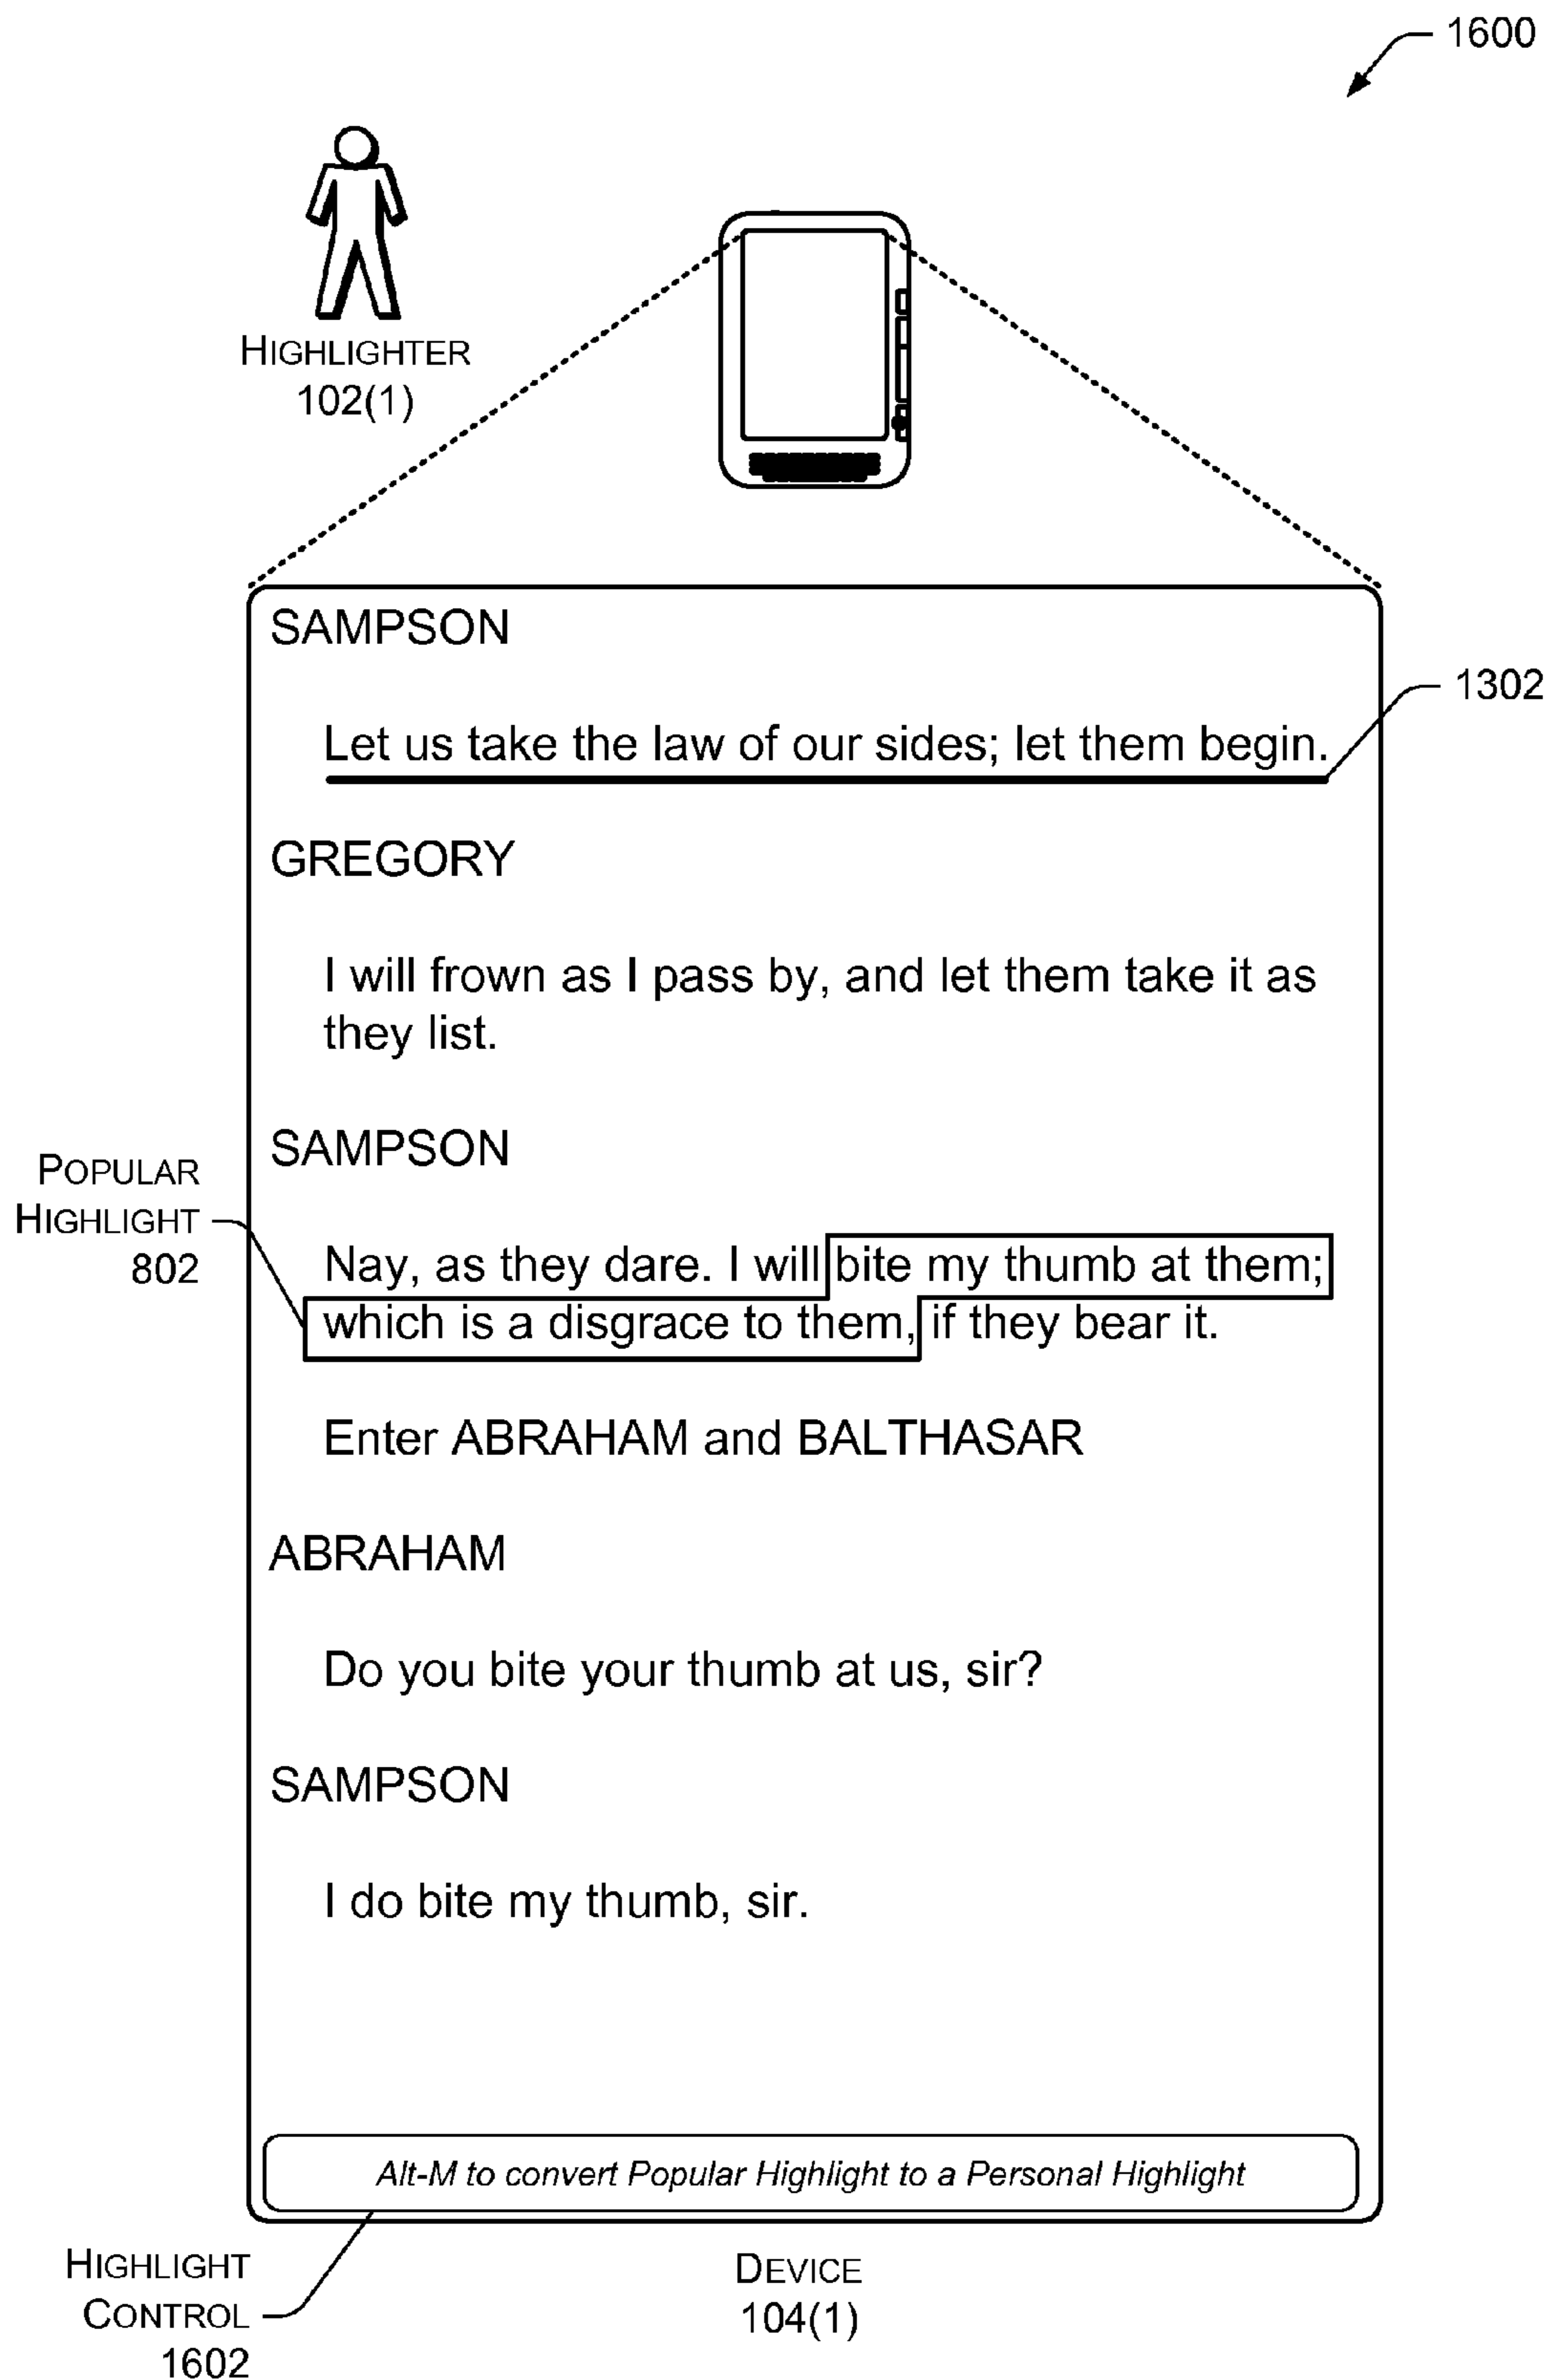 1600
HIGHLIGHTER
102(1)
SAMPSON
1302
Let us take the law of our sides; let them begin.
GREGORY
I will frown as I pass by, and let them take it as
they list.
SAMPSON
POPULAR
HIGHLIGHT
802
Nay, as they dare. I will bite my thumb at them;
which is a disgrace to them, if they bear it.
Enter ABRAHAM and BALTHASAR
ABRAHAM
Do you bite your thumb at us, sir?
SAMPSON
I do bite my thumb, sir.
Alt-M to convert Popular Highlight to a Personal Highlight
HIGHLIGHT
CONTROL
1602
DEVICE
104(1)